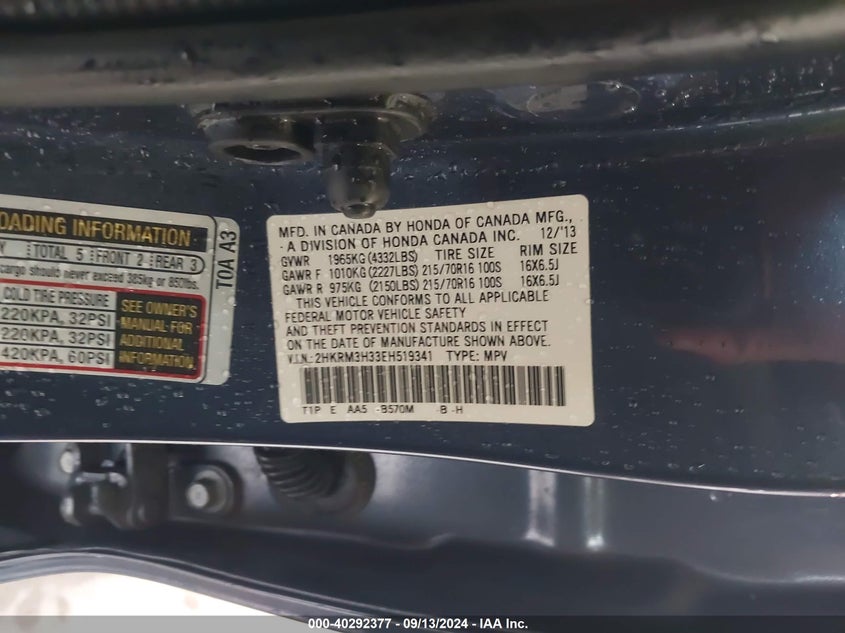 OADING INFORMATION
Y TOTAL 5 FRONT 2 REAR 3
cargo should never exceed 385kg or 850lbs.
COLD TIRE PRESSURE
220KPA, 32PSI
220KPA, 32PSI
420KPA, 60PSI
SEE OWNER'S
MANUAL FOR
ADDITIONAL
INFORMATION
T0A A3
MFD. IN CANADA BY HONDA OF CANADA MFG.,
A DIVISION OF HONDA CANADA INC. 12/'13
GVWR 1965KG (4332LBS) TIRE SIZE RIM SIZE
GAWR F 1010KG (2227LBS) 215/70R16 100S 16X6.5J
GAWR R 975KG (2150LBS) 215/70R16 100S 16X6.5J
THIS VEHICLE CONFORMS TO ALL APPLICABLE
FEDERAL MOTOR VEHICLE SAFETY
AND THEFT PREVENTION STANDARDS IN EFFECT
ON THE DATE OF MANUFACTURE SHOWN ABOVE.
V.I.N.: 2HKRM3H33EH519341 TYPE: MPV
T1P E AA5 -B570M -B -H
000-40292377 - 09/13/2024 - IAA Inc.